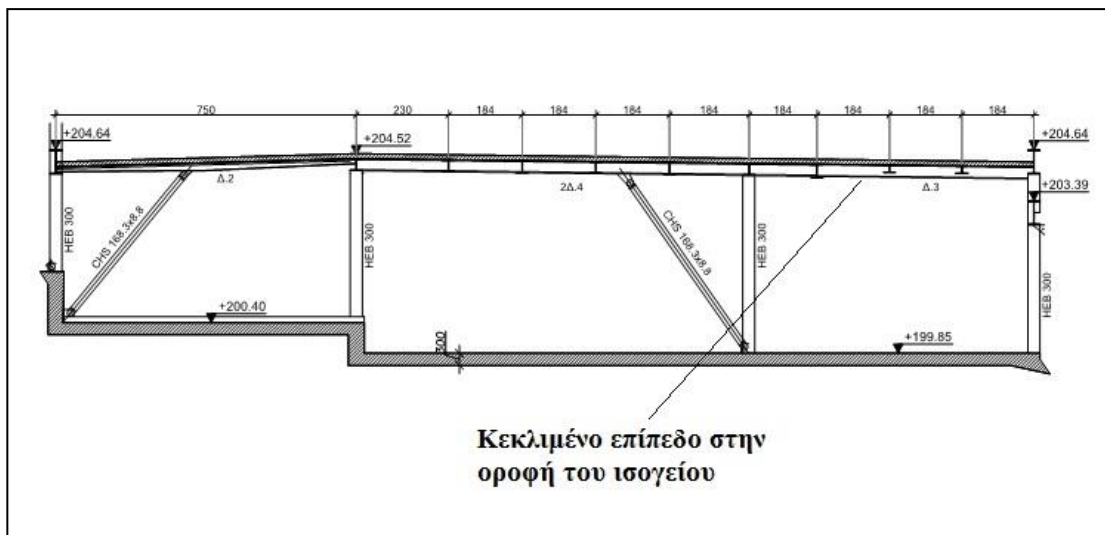 750
230
184
184
184
184
184
184
184
184
+204.64
+204.52
+204.64
Δ.2
2Δ.4
Δ.3
+203.39
HEB 300
CHS 168.3x8.8
HEB 300
CHS 168.3x8.8
HEB 300
HEB 300
+200.40
300
+199.85
Κεκλιμένο επίπεδο στην
οροφή του ισογείου